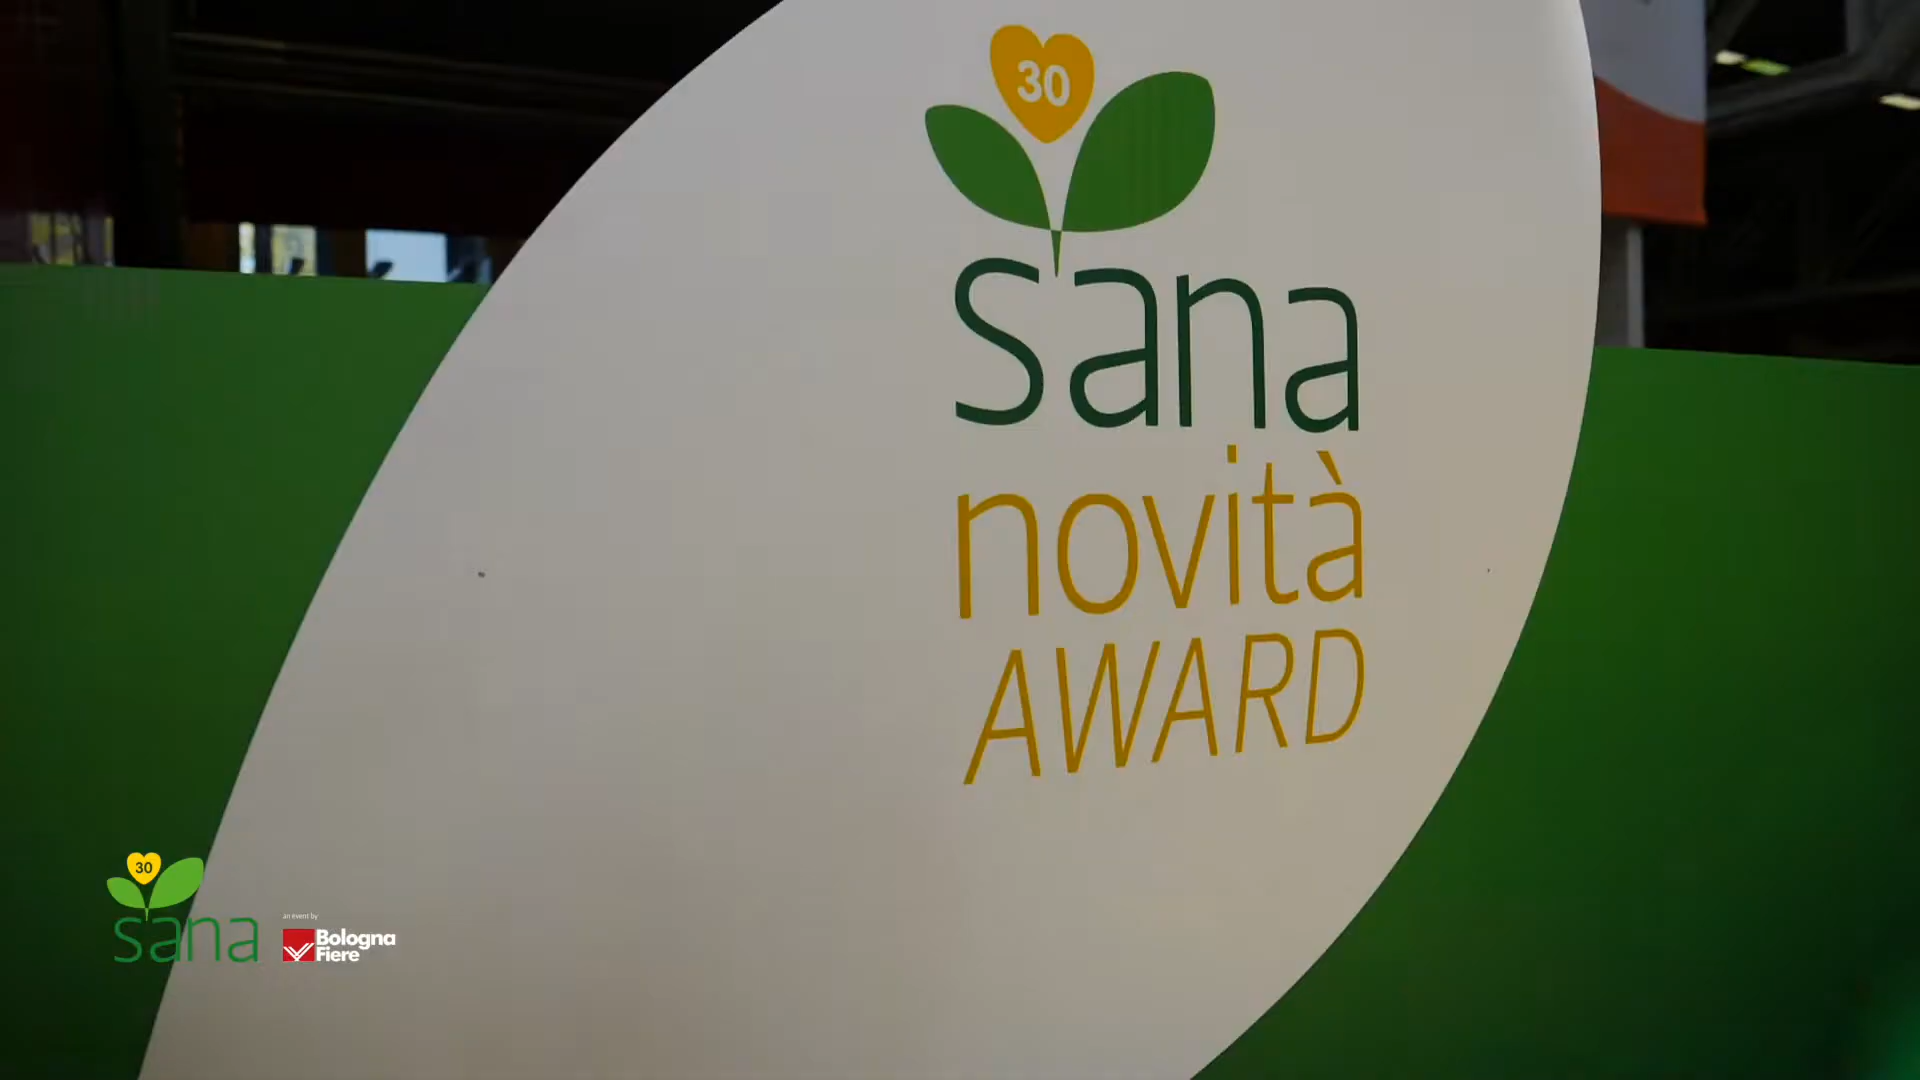 30
sana
novità
AWARD
30
sana
an event by
Bologna
Fiere